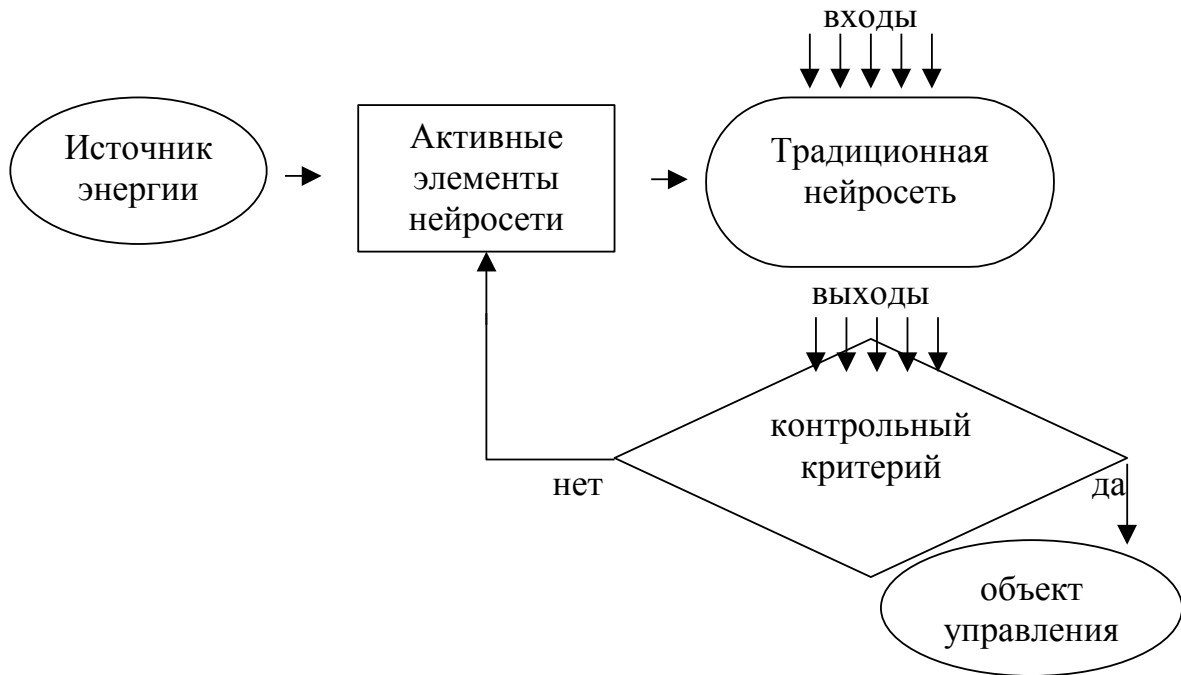 входы
Источник
энергии
Активные
элементы
нейросети
Традиционная
нейросеть
выходы
контрольный
критерий
нет
да
объект
управления